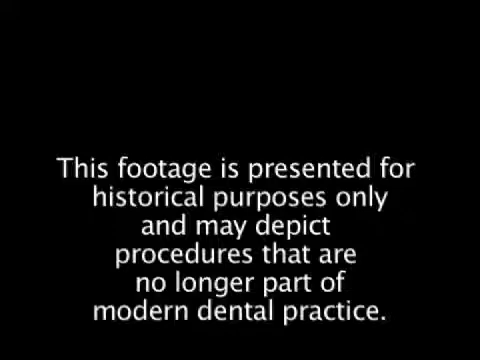 This footage is presented for
historical purposes only
and may depict
procedures that are
no longer part of
modern dental practice.